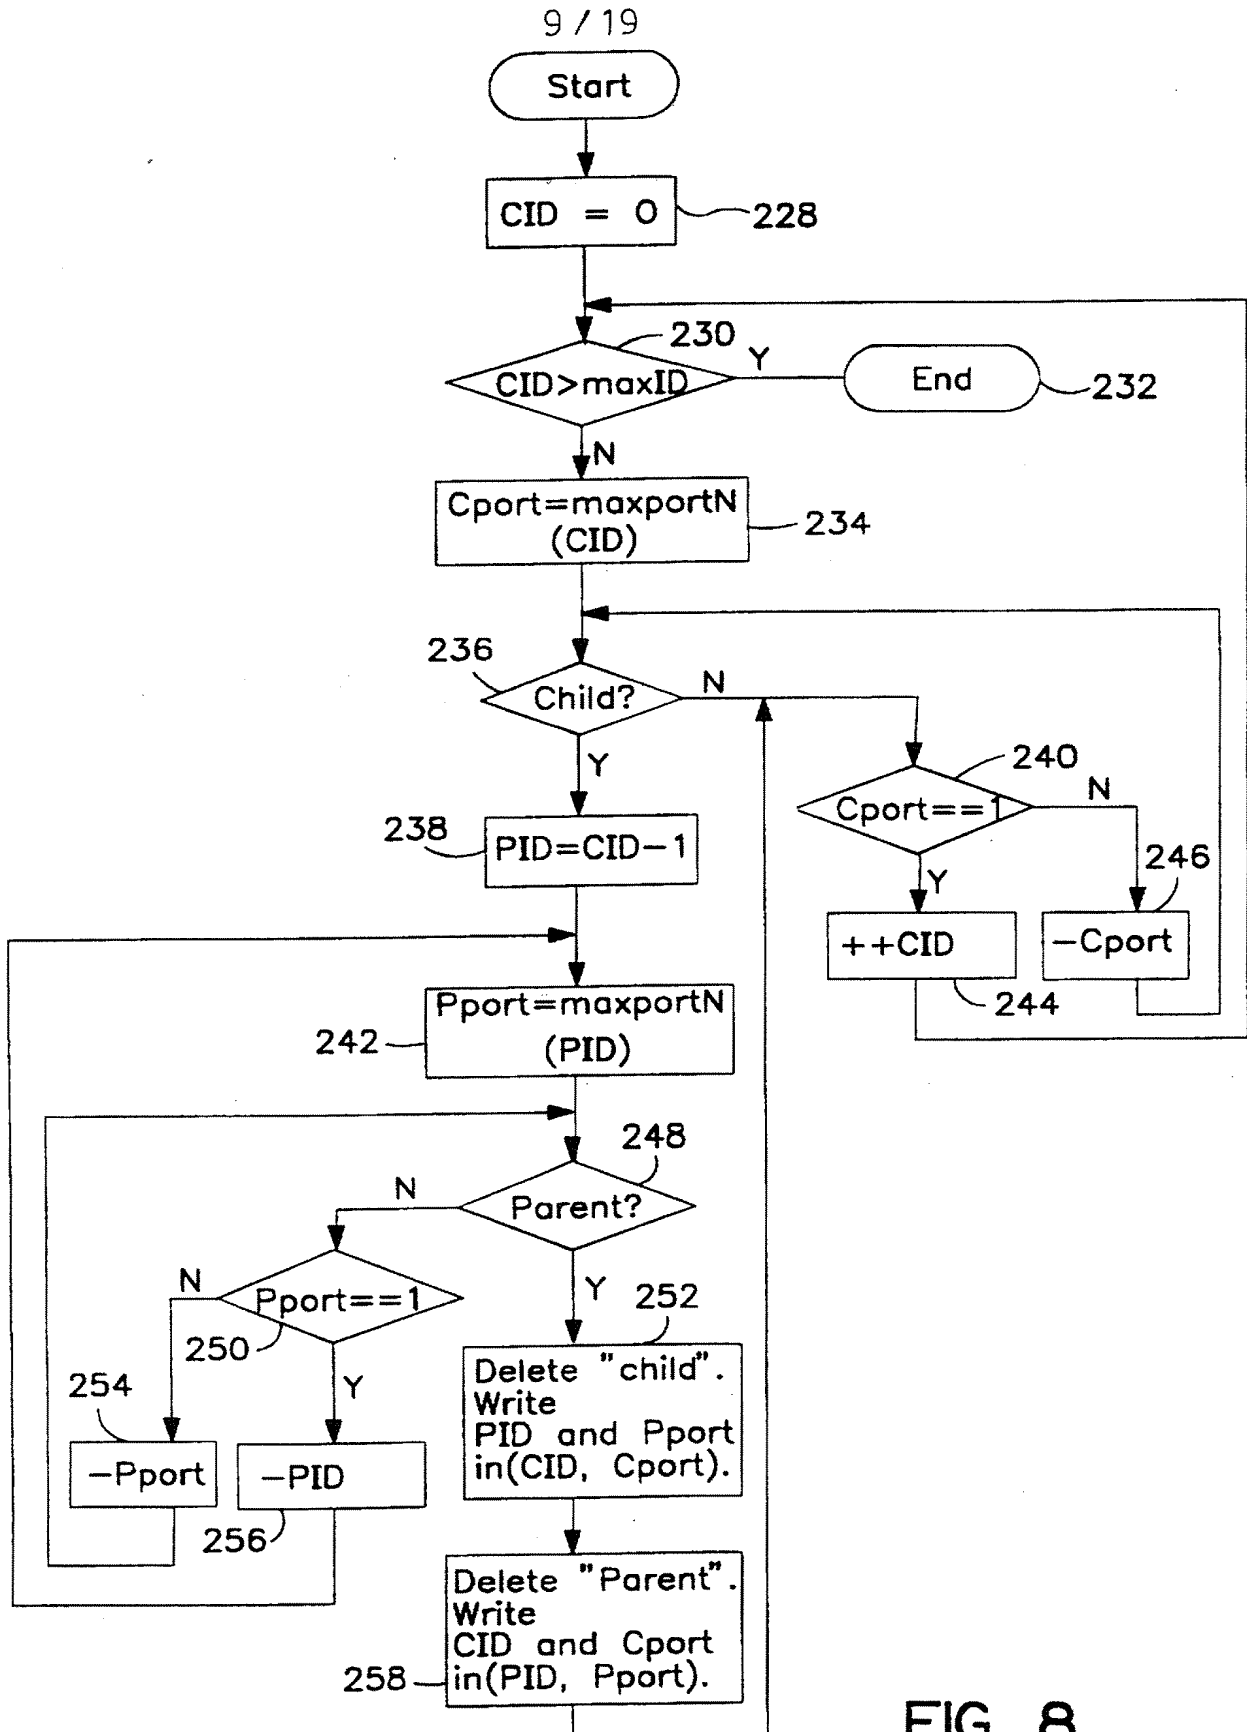 9/19
Start
CID = 0
228
230
CID>maxID
Y
End
232
N
Cport=maxportN
(CID)
234
236
Child?
N
Y
240
Cport==1
N
238
PID=CID-1
Y
246
++CID
-Cport
244
Pport=maxportN
(PID)
242
248
Parent?
N
Y
N
Pport==1
250
252
Delete "child".
Write
PID and Pport
in(CID, Cport).
254
Y
-Pport
-PID
256
Delete "Parent".
Write
CID and Cport
in(PID, Pport).
258
FIG. 8